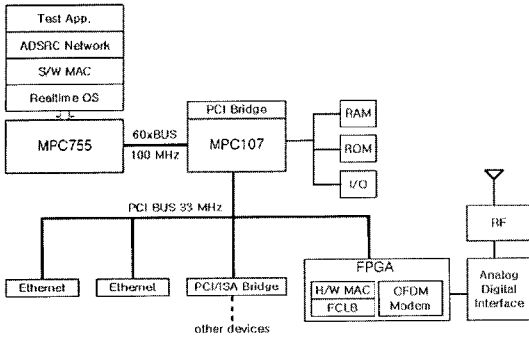 Test App.
ADSRC Network
S/W MAC
Realtime OS
MPC755
60xBUS
100 MHz
PCI Bridge
MPC107
RAM
ROM
I/O
PCI BUS 33 MHz
Ethernet
Ethernet
PCI/ISA Bridge
other devices
FPGA
H/W MAC
FCLB
OFDM
Modem
RF
Analog
Digital
Interface